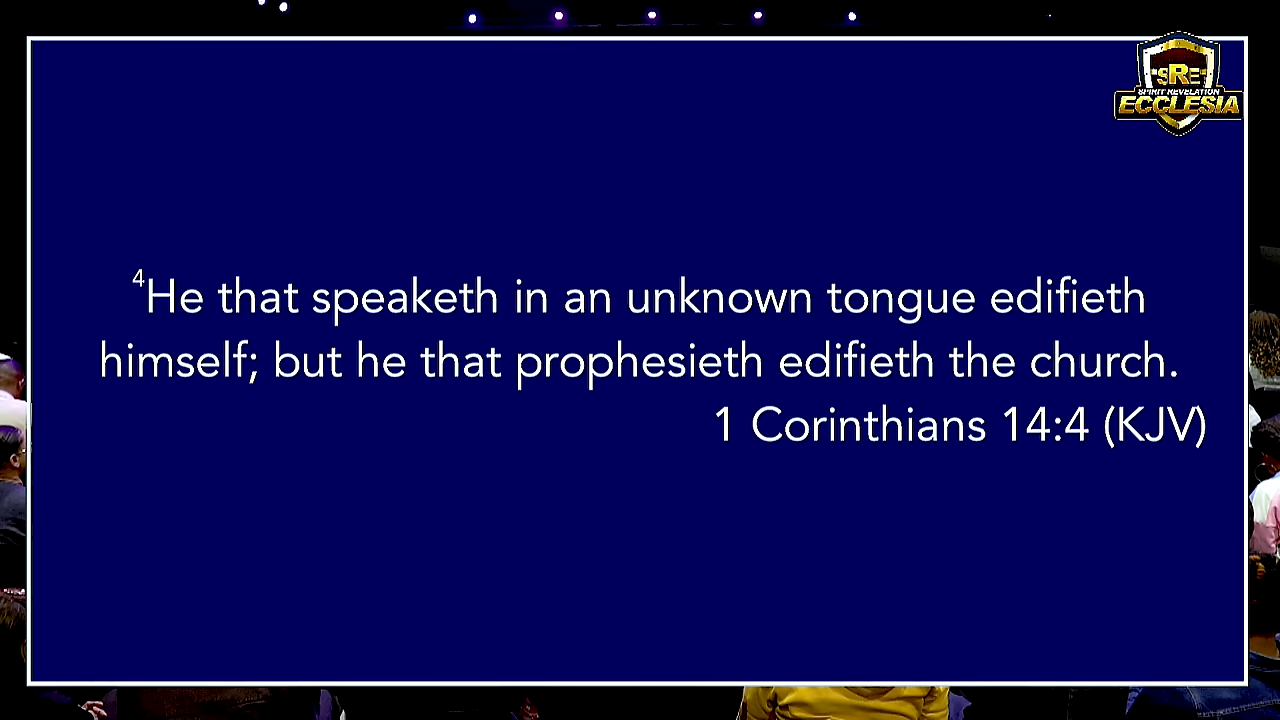 SRE
SPIRIT REVELATION
ECCLESIA
4He that speaketh in an unknown tongue edifieth
himself; but he that prophesieth edifieth the church.
1 Corinthians 14:4 (KJV)